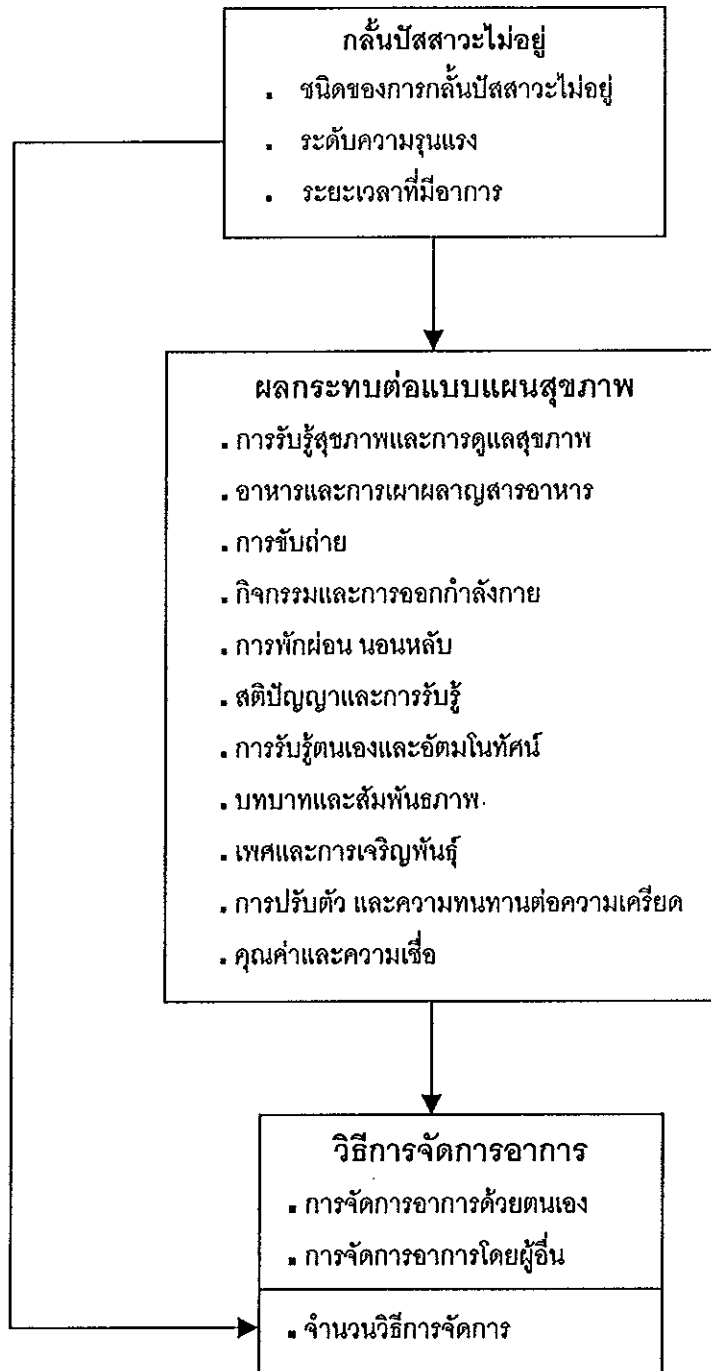 กลั้นปัสสาวะไม่อยู่
▪ ชนิดของการกลั้นปัสสาวะไม่อยู่
▪ ระดับความรุนแรง
▪ ระยะเวลาที่มีอาการ
ผลกระทบต่อแบบแผนสุขภาพ
▪ การรับรู้สุขภาพและการดูแลสุขภาพ
▪ อาหารและการเผาผลาญสารอาหาร
▪ การขับถ่าย
▪ กิจกรรมและการออกกำลังกาย
▪ การพักผ่อน นอนหลับ
▪ สติปัญญาและการรับรู้
▪ การรับรู้ตนเองและอัตมโนทัศน์
▪ บทบาทและสัมพันธภาพ
▪ เพศและการเจริญพันธุ์
▪ การปรับตัว และความทนทานต่อความเครียด
▪ คุณค่าและความเชื่อ
วิธีการจัดการอาการ
▪ การจัดการอาการด้วยตนเอง
▪ การจัดการอาการโดยผู้อื่น
▪ จำนวนวิธีการจัดการ